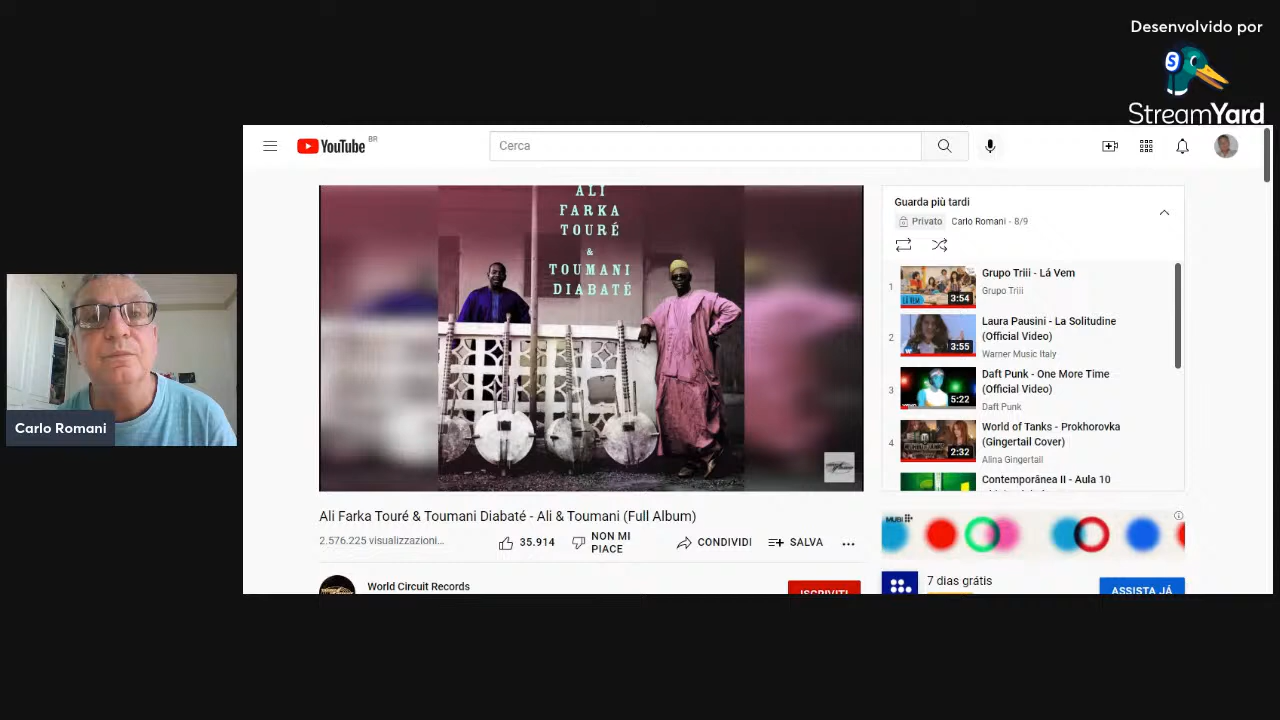 Desenvolvido por
StreamYard
YouTube BR
Cerca
ALI
FARKA
TOURÉ
&
TOUMANI
DIABATÉ
Guarda più tardi
Privato Carlo Romani - 8/9
1
Grupo Triii - Lá Vem
Grupo Triii
LÁ VEM
3:54
2
Laura Pausini - La Solitudine
(Official Video)
Warner Music Italy
3:55
3
Daft Punk - One More Time
(Official Video)
Daft Punk
5:22
4
World of Tanks - Prokhorovka
(Gingertail Cover)
Alina Gingertail
2:32
Contemporânea II - Aula 10
Carlo Romani
Ali Farka Touré & Toumani Diabaté - Ali & Toumani (Full Album)
2.576.225 visualizzazioni...
35.914
NON MI
PIACE
CONDIVIDI
SALVA
MUBI
World Circuit Records
ISCRIVITI
7 dias grátis
ASSISTA JÁ